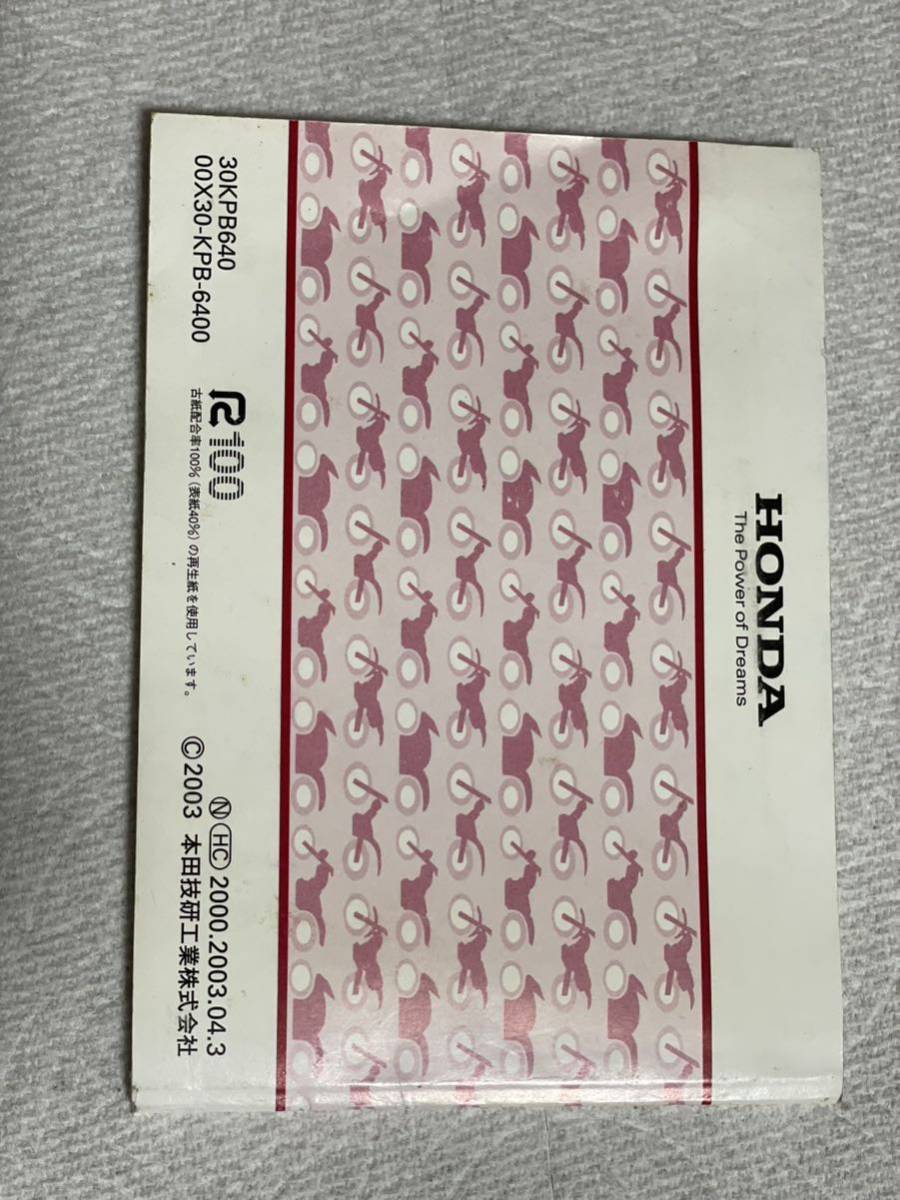 HONDA
The Power of Dreams
30KPB640
00X30-KPB-6400
R100
古紙配合率100％（表紙40％）の再生紙を使用しています。
Ⓝ HC 2000.2003.04.3
©2003 本田技研工業株式会社